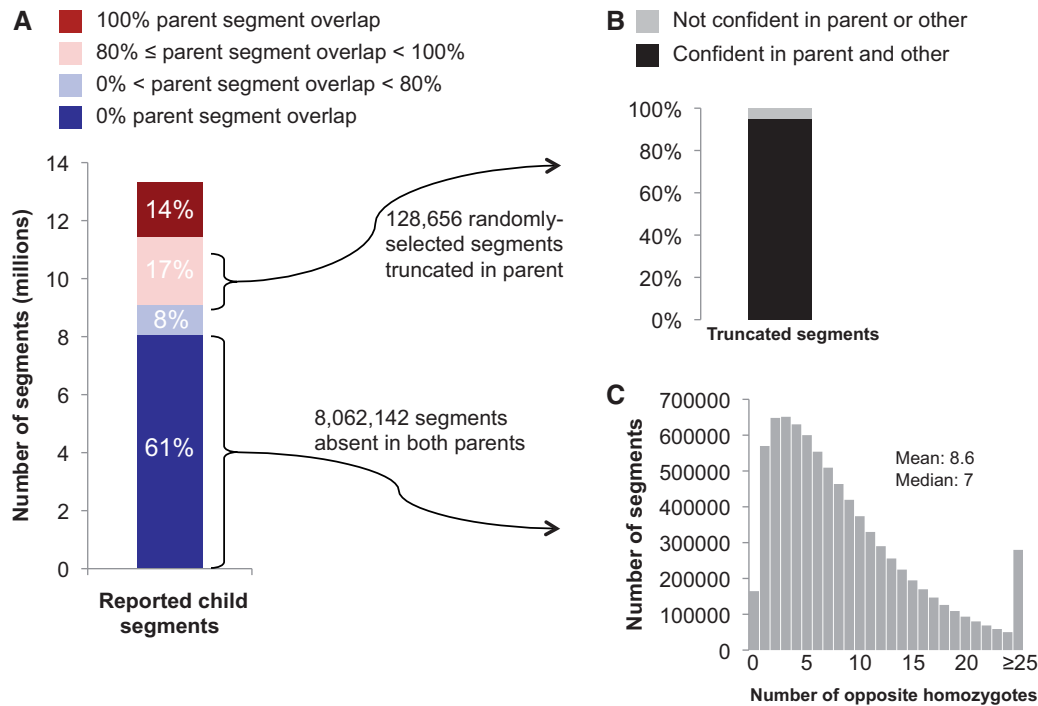 A
100% parent segment overlap
80% ≤ parent segment overlap < 100%
0% < parent segment overlap < 80%
0% parent segment overlap
Number of segments (millions)
14
12
10
8
6
4
2
0
14%
17%
8%
61%
128,656 randomly-
selected segments
truncated in parent
8,062,142 segments
absent in both parents
Reported child
segments
B
Not confident in parent or other
Confident in parent and other
100%
80%
60%
40%
20%
0%
Truncated segments
C
Number of segments
700000
600000
500000
400000
300000
200000
100000
0
Mean: 8.6
Median: 7
0 5 10 15 20 ≥25
Number of opposite homozygotes